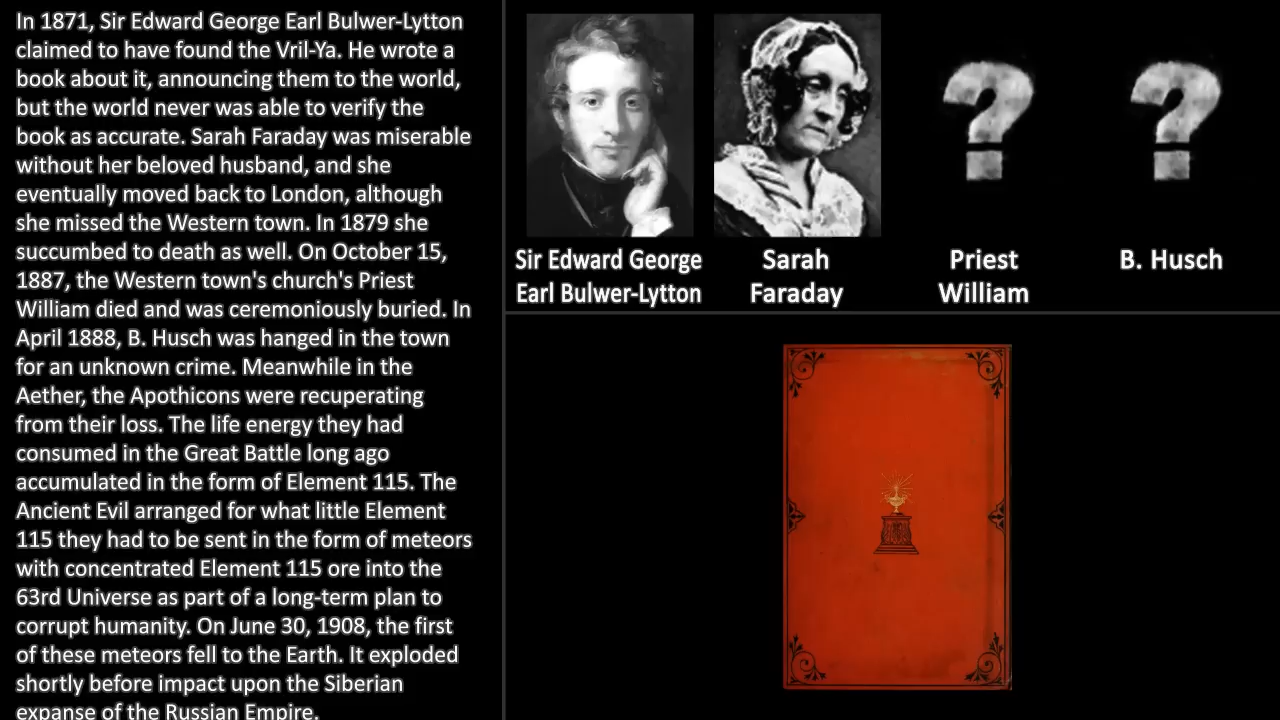 In 1871, Sir Edward George Earl Bulwer-Lytton
claimed to have found the Vril-Ya. He wrote a
book about it, announcing them to the world,
but the world never was able to verify the
book as accurate. Sarah Faraday was miserable
without her beloved husband, and she
eventually moved back to London, although
she missed the Western town. In 1879 she
succumbed to death as well. On October 15,
1887, the Western town's church's Priest
William died and was ceremoniously buried. In
April 1888, B. Husch was hanged in the town
for an unknown crime. Meanwhile in the
Aether, the Apothicons were recuperating
from their loss. The life energy they had
consumed in the Great Battle long ago
accumulated in the form of Element 115. The
Ancient Evil arranged for what little Element
115 they had to be sent in the form of meteors
with concentrated Element 115 ore into the
63rd Universe as part of a long-term plan to
corrupt humanity. On June 30, 1908, the first
of these meteors fell to the Earth. It exploded
shortly before impact upon the Siberian
expanse of the Russian Empire.
Sir Edward George
Earl Bulwer-Lytton
Sarah
Faraday
?
Priest
William
?
B. Husch